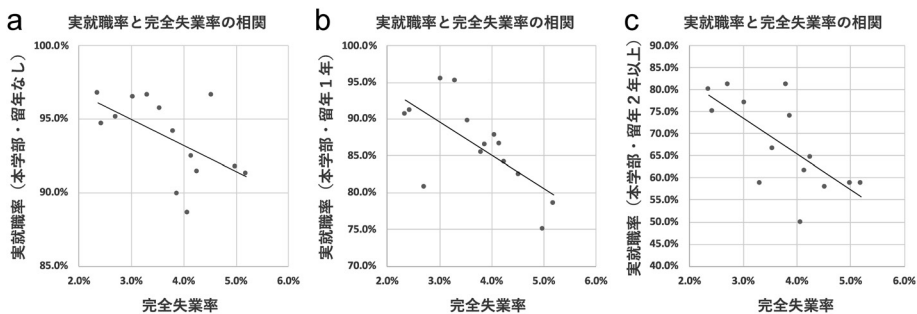 a
実就職率と完全失業率の相関
実就職率（本学部・留年なし）
100.0%
95.0%
90.0%
85.0%
2.0% 3.0% 4.0% 5.0% 6.0%
完全失業率
b
実就職率と完全失業率の相関
実就職率（本学部・留年１年）
100.0%
95.0%
90.0%
85.0%
80.0%
75.0%
70.0%
2.0% 3.0% 4.0% 5.0% 6.0%
完全失業率
c
実就職率と完全失業率の相関
実就職率（本学部・留年２年以上）
90.0%
85.0%
80.0%
75.0%
70.0%
65.0%
60.0%
55.0%
50.0%
45.0%
40.0%
2.0% 3.0% 4.0% 5.0% 6.0%
完全失業率